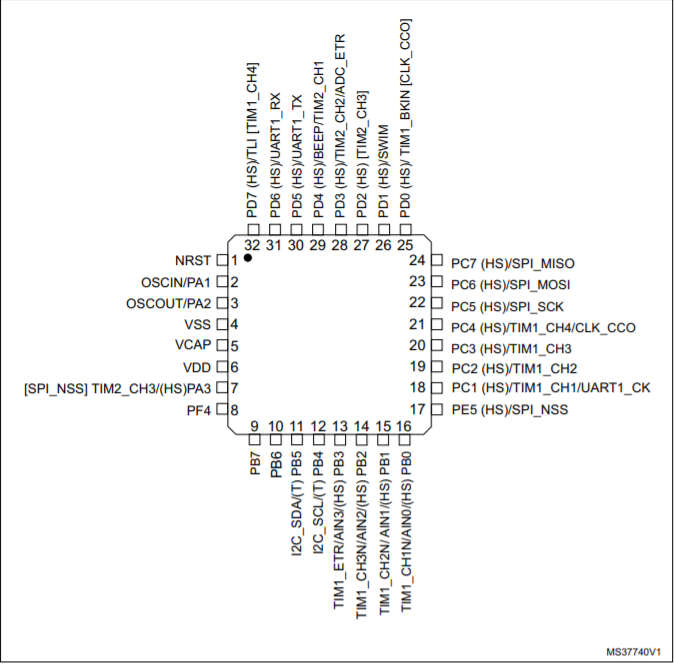 PD7 (HS)/TLI [TIM1_CH4]
PD6 (HS)/UART1_RX
PD5 (HS)/UART1_TX
PD4 (HS)/BEEP/TIM2_CH1
PD3 (HS)/TIM2_CH2/ADC_ETR
PD2 (HS) [TIM2_CH3]
PD1 (HS)/SWIM
PD0 (HS)/ TIM1_BKIN [CLK_CCO]
32 31 30 29 28 27 26 25
NRST 1
OSCIN/PA1 2
OSCOUT/PA2 3
VSS 4
VCAP 5
VDD 6
[SPI_NSS] TIM2_CH3/(HS)PA3 7
PF4 8
24 PC7 (HS)/SPI_MISO
23 PC6 (HS)/SPI_MOSI
22 PC5 (HS)/SPI_SCK
21 PC4 (HS)/TIM1_CH4/CLK_CCO
20 PC3 (HS)/TIM1_CH3
19 PC2 (HS)/TIM1_CH2
18 PC1 (HS)/TIM1_CH1/UART1_CK
17 PE5 (HS)/SPI_NSS
9 10 11 12 13 14 15 16
PB7
PB6
I2C_SDA/(T) PB5
I2C_SCL/(T) PB4
TIM1_ETR/AIN3/(HS) PB3
TIM1_CH3N/AIN2/(HS) PB2
TIM1_CH2N/ AIN1/(HS) PB1
TIM1_CH1N/AIN0/(HS) PB0
MS37740V1